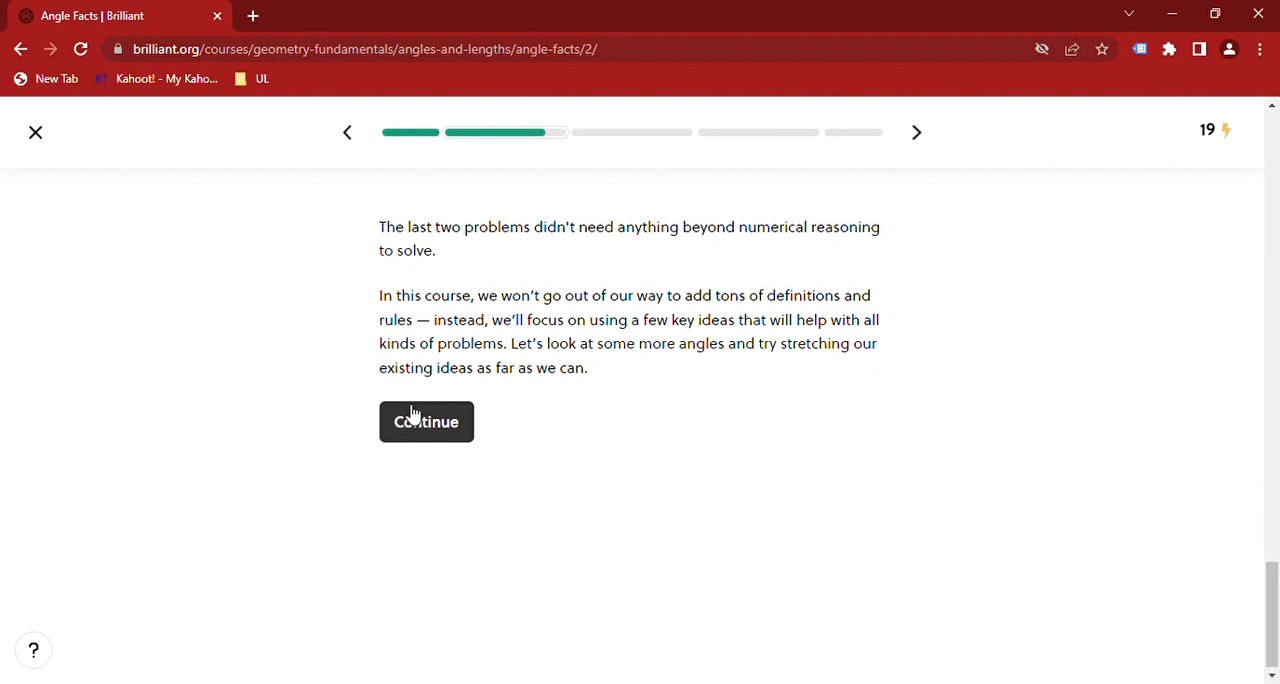 Angle Facts | Brilliant
brilliant.org/courses/geometry-fundamentals/angles-and-lengths/angle-facts/2/
New Tab
K! Kahoot! - My Kaho...
UL
19
The last two problems didn't need anything beyond numerical reasoning
to solve.
In this course, we won't go out of our way to add tons of definitions and
rules — instead, we'll focus on using a few key ideas that will help with all
kinds of problems. Let's look at some more angles and try stretching our
existing ideas as far as we can.
Continue
?